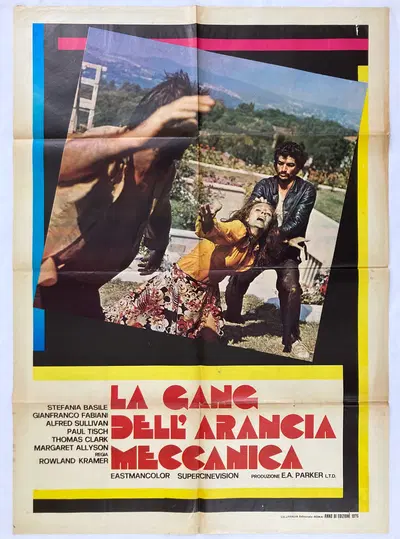 LA GANG
DELL'ARANCIA
MECCANICA
STEFANIA BASILE
GIANFRANCO FABIANI
ALFRED SULLIVAN
PAUL TISCH
THOMAS CLARK
MARGARET ALLYSON
REGIA
ROWLAND KRAMER
EASTMANCOLOR SUPERCINEVISION PRODUZIONE E.A. PARKER L.T.D.